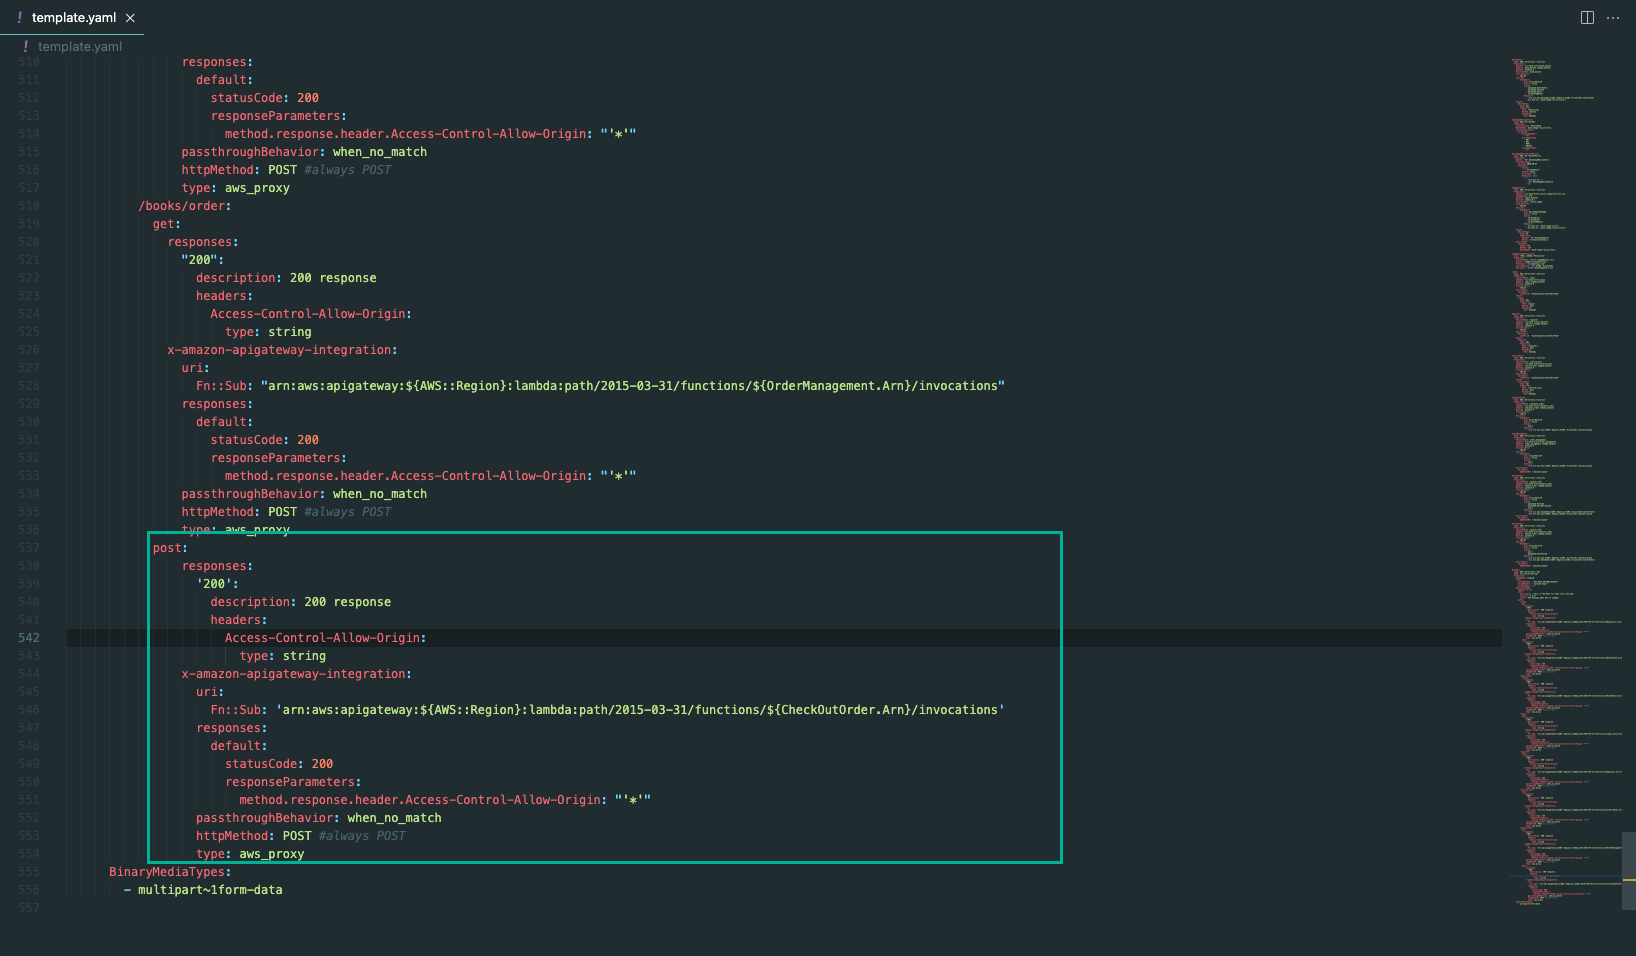 ! template.yaml ×
! template.yaml
510 responses:
511 default:
512 statusCode: 200
513 responseParameters:
514 method.response.header.Access-Control-Allow-Origin: "'*'"
515 passthroughBehavior: when_no_match
516 httpMethod: POST #always POST
517 type: aws_proxy
518 /books/order:
519 get:
520 responses:
521 "200":
522 description: 200 response
523 headers:
524 Access-Control-Allow-Origin:
525 type: string
526 x-amazon-apigateway-integration:
527 uri:
528 Fn::Sub: "arn:aws:apigateway:${AWS::Region}:lambda:path/2015-03-31/functions/${OrderManagement.Arn}/invocations"
529 responses:
530 default:
531 statusCode: 200
532 responseParameters:
533 method.response.header.Access-Control-Allow-Origin: "'*'"
534 passthroughBehavior: when_no_match
535 httpMethod: POST #always POST
536 type: aws_proxy
537 post:
538 responses:
539 '200':
540 description: 200 response
541 headers:
542 Access-Control-Allow-Origin:
543 type: string
544 x-amazon-apigateway-integration:
545 uri:
546 Fn::Sub: 'arn:aws:apigateway:${AWS::Region}:lambda:path/2015-03-31/functions/${CheckOutOrder.Arn}/invocations'
547 responses:
548 default:
549 statusCode: 200
550 responseParameters:
551 method.response.header.Access-Control-Allow-Origin: "'*'"
552 passthroughBehavior: when_no_match
553 httpMethod: POST #always POST
554 type: aws_proxy
555 BinaryMediaTypes:
556 - multipart~1form-data
557